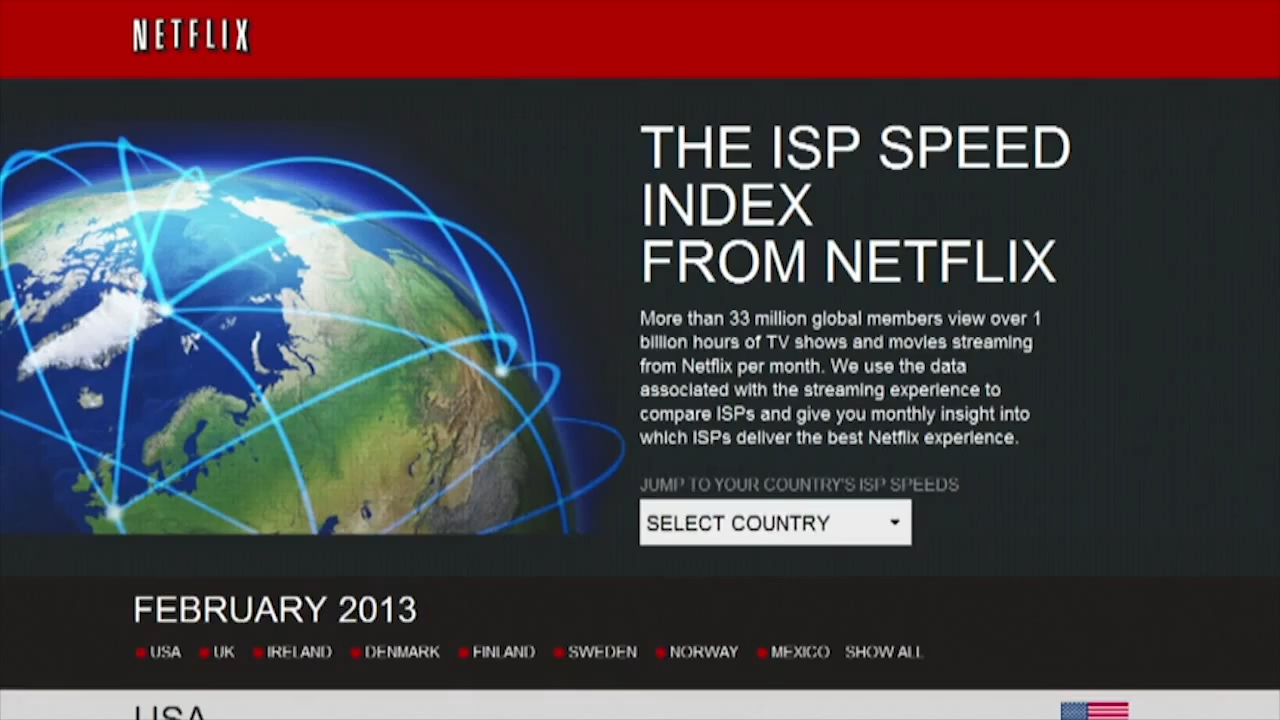 NETFLIX
THE ISP SPEED
INDEX
FROM NETFLIX
More than 33 million global members view over 1
billion hours of TV shows and movies streaming
from Netflix per month. We use the data
associated with the streaming experience to
compare ISPs and give you monthly insight into
which ISPs deliver the best Netflix experience.
JUMP TO YOUR COUNTRY'S ISP SPEEDS
SELECT COUNTRY
FEBRUARY 2013
USA UK IRELAND DENMARK FINLAND SWEDEN NORWAY MEXICO SHOW ALL
USA